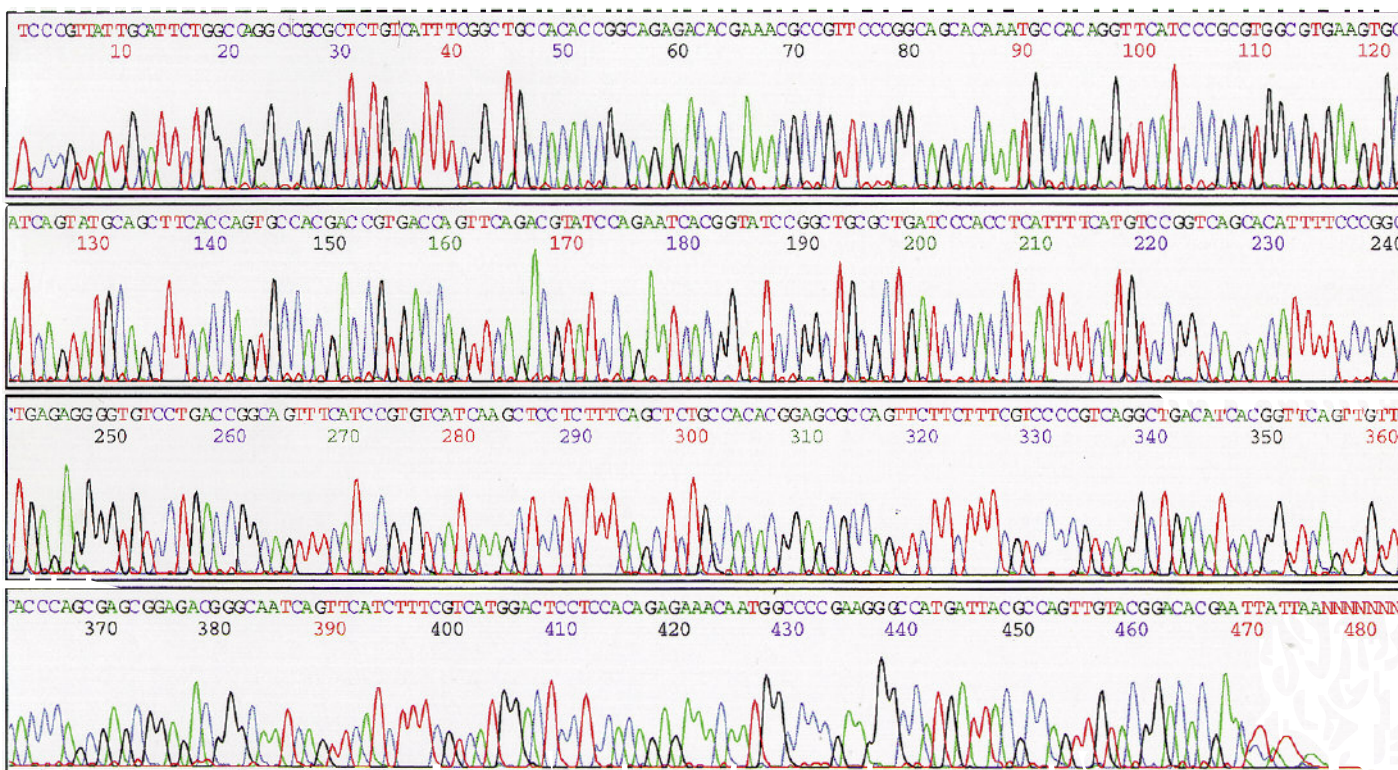 TCCCGTTATTGCATTCTGGCCAGGCCGCGCTCTGTCATTTCGGCTGCCACACCGGCAGAGACACGAAACGCCGTTCCCGGCAGCACAAATGCCACAGGTTCATCCCGCGTGGCGTGAAGTGC
10 20 30 40 50 60 70 80 90 100 110 120
ATCAGTATGCAGCTTCACCAGTGCCACGACCGTGACCAGTTCAGACGTATCCAGAATCACGGTATCCGGCTGCGCTGATCCCACCTCATTTTCATGTCCGGTCAGCACATTTTCCCGGC
130 140 150 160 170 180 190 200 210 220 230 240
CTGAGAGGGGTGTCCTGACCGGCAGTTTCATCCGTGTCATCAAGCTCCTCTTTCAGCTCTGCCACACGGAGCGCCAGTTCTTCTTTCGTCCCCGTCAGGCTGACATCACGGTTCAGTTGTT
250 260 270 280 290 300 310 320 330 340 350 360
CACCCAGCGAGCGGAGACGGGCAATCAGTTCATCTTTCGTCATGGACTCCTCCACAGAGAAACAATGGCCCCGAAGGGCCATGATTACGCCAGTTGTACGGACACGAATTATTAANNNNNNN
370 380 390 400 410 420 430 440 450 460 470 480